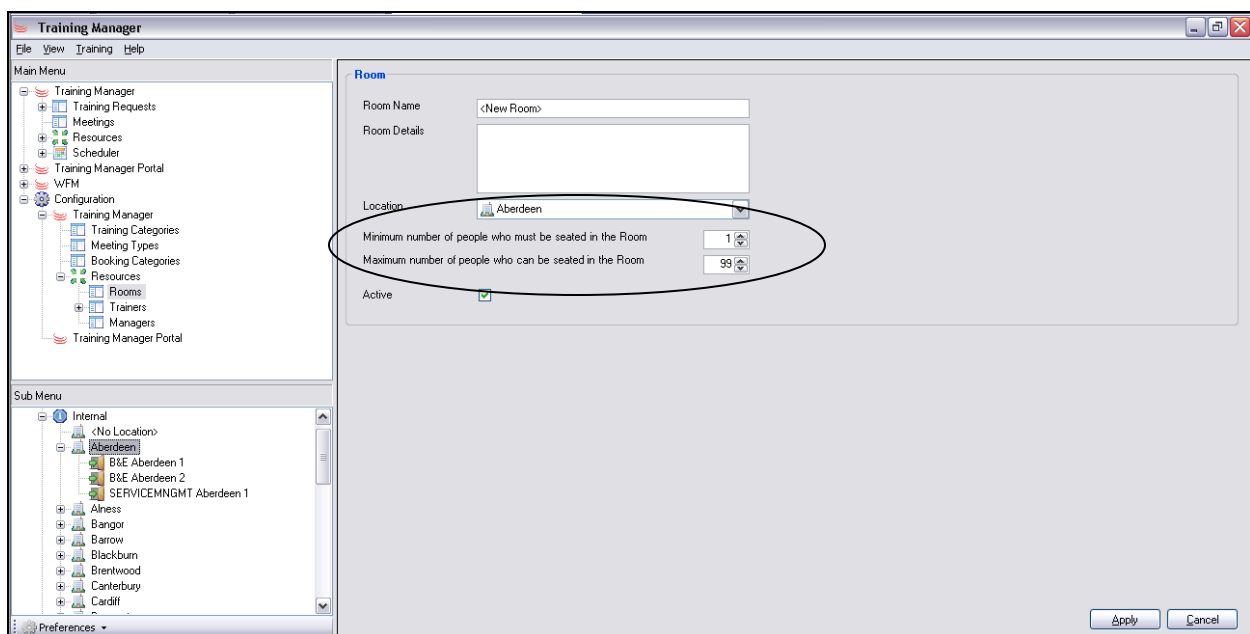 Training Manager
File View Training Help
Main Menu
Training Manager
Training Requests
Meetings
Resources
Scheduler
Training Manager Portal
WFM
Configuration
Training Manager
Training Categories
Meeting Types
Booking Categories
Resources
Rooms
Trainers
Managers
Training Manager Portal
Sub Menu
Internal
<No Location>
Aberdeen
B&E Aberdeen 1
B&E Aberdeen 2
SERVICEMNGMT Aberdeen 1
Alness
Bangor
Barrow
Blackburn
Brentwood
Canterbury
Cardiff
Preferences
Room
Room Name <New Room>
Room Details
Location Aberdeen
Minimum number of people who must be seated in the Room 1
Maximum number of people who can be seated in the Room 99
Active
Apply Cancel